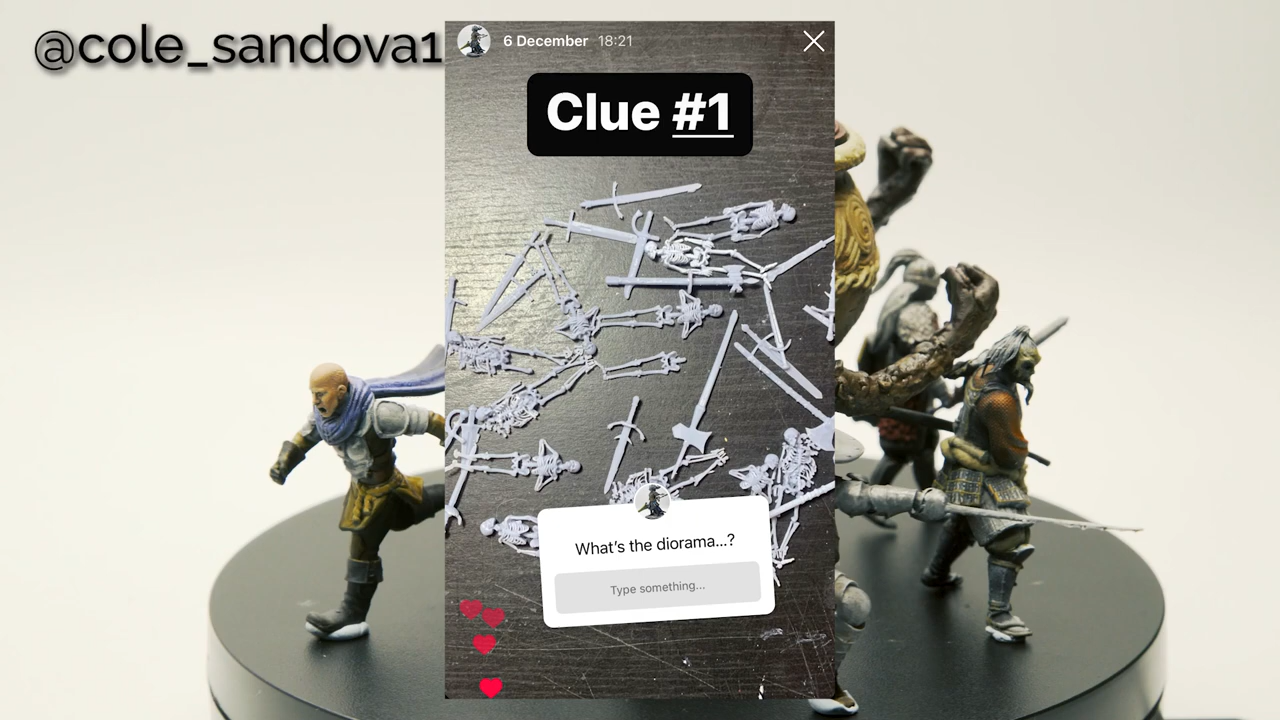 @cole_sandova1
6 December 18:21
Clue #1
What's the diorama...?
Type something...